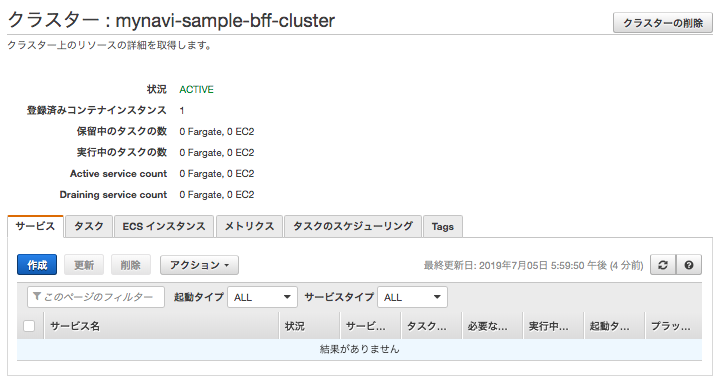 クラスター : mynavi-sample-bff-cluster
クラスターの削除
クラスター上のリソースの詳細を取得します。
状況 ACTIVE
登録済みコンテナインスタンス 1
保留中のタスクの数 0 Fargate, 0 EC2
実行中のタスクの数 0 Fargate, 0 EC2
Active service count 0 Fargate, 0 EC2
Draining service count 0 Fargate, 0 EC2
サービス タスク ECS インスタンス メトリクス タスクのスケジューリング Tags
作成 更新 削除 アクション 最終更新日: 2019年7月05日 5:59:50 午後 (4 分前)
このページのフィルター 起動タイプ ALL サービスタイプ ALL
サービス名 状況 サービ... タスク... 必要な... 実行中... 起動タ... プラッ...
結果がありません